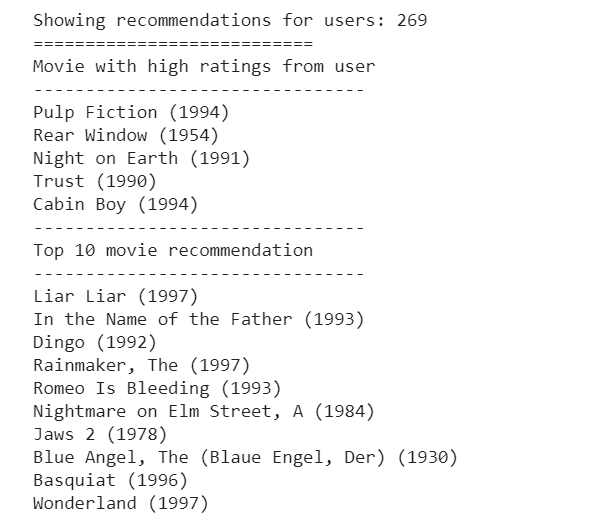 Showing recommendations for users: 269
===========================
Movie with high ratings from user
--------------------------------
Pulp Fiction (1994)
Rear Window (1954)
Night on Earth (1991)
Trust (1990)
Cabin Boy (1994)
--------------------------------
Top 10 movie recommendation
--------------------------------
Liar Liar (1997)
In the Name of the Father (1993)
Dingo (1992)
Rainmaker, The (1997)
Romeo Is Bleeding (1993)
Nightmare on Elm Street, A (1984)
Jaws 2 (1978)
Blue Angel, The (Blaue Engel, Der) (1930)
Basquiat (1996)
Wonderland (1997)